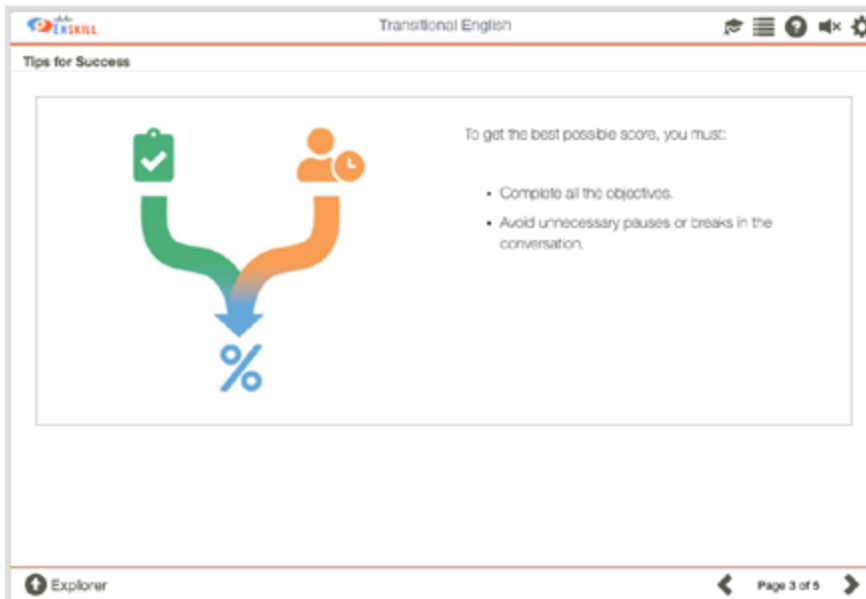 ENSKILL
Transitional English
Tips for Success
To get the best possible score, you must:
• Complete all the objectives.
• Avoid unnecessary pauses or breaks in the
conversation.
%
Explorer
Page 3 of 5